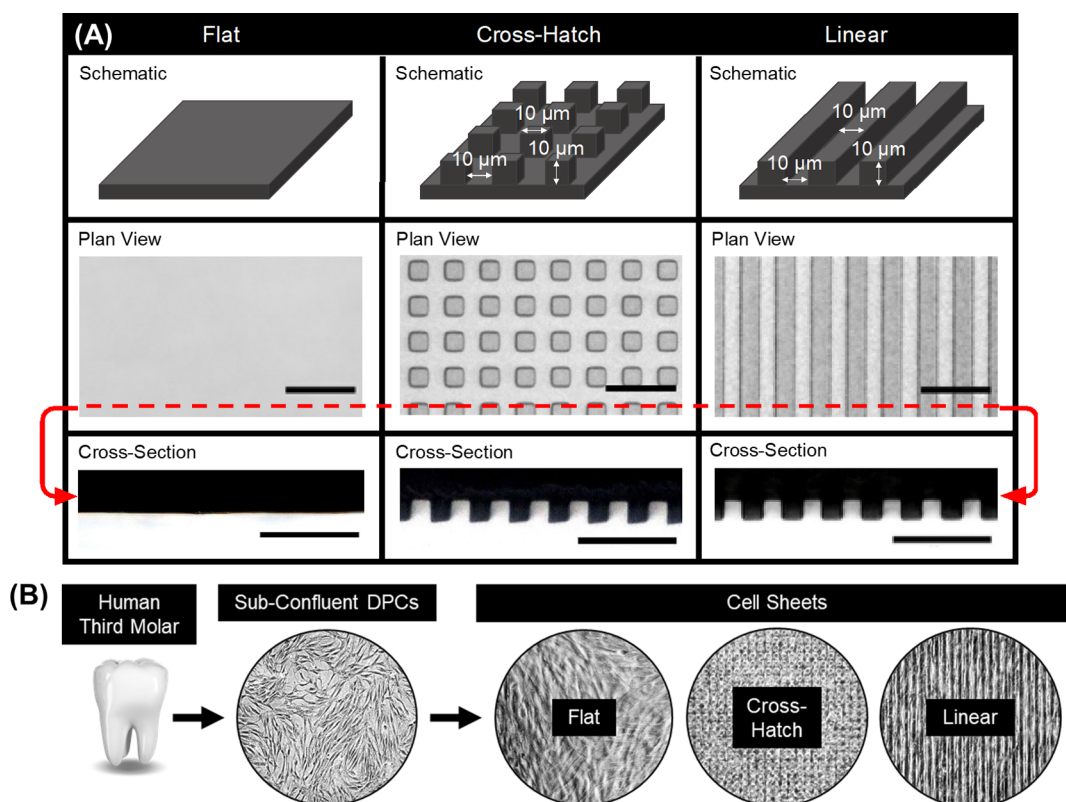 (A)
Flat
Cross-Hatch
Linear
Schematic
Schematic
10 µm
10 µm
10 µm
Schematic
10 µm
10 µm
10 µm
Plan View
Plan View
Plan View
Cross-Section
Cross-Section
Cross-Section
(B)
Human
Third Molar
Sub-Confluent DPCs
Cell Sheets
Flat
Cross-
Hatch
Linear